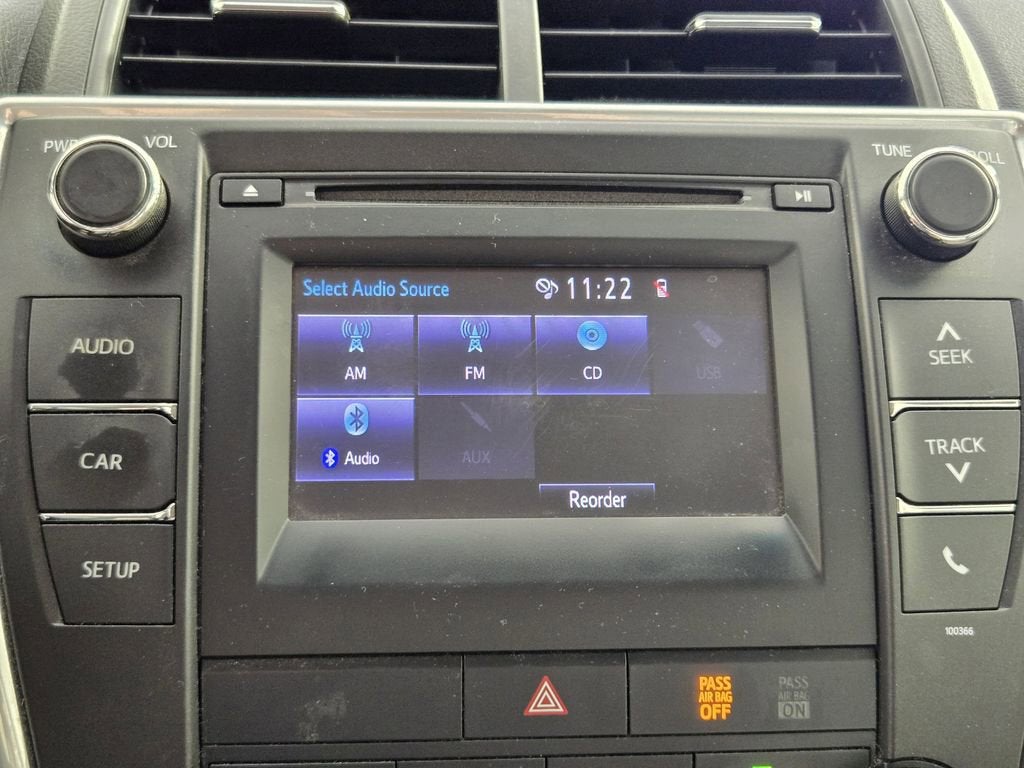 PWR VOL
TUNE SCROLL
Select Audio Source 11:22
AM FM CD USB
Audio AUX
Reorder
AUDIO
CAR
SETUP
SEEK
TRACK
100366
PASS
AIR BAG
OFF
PASS
AIR BAG
ON